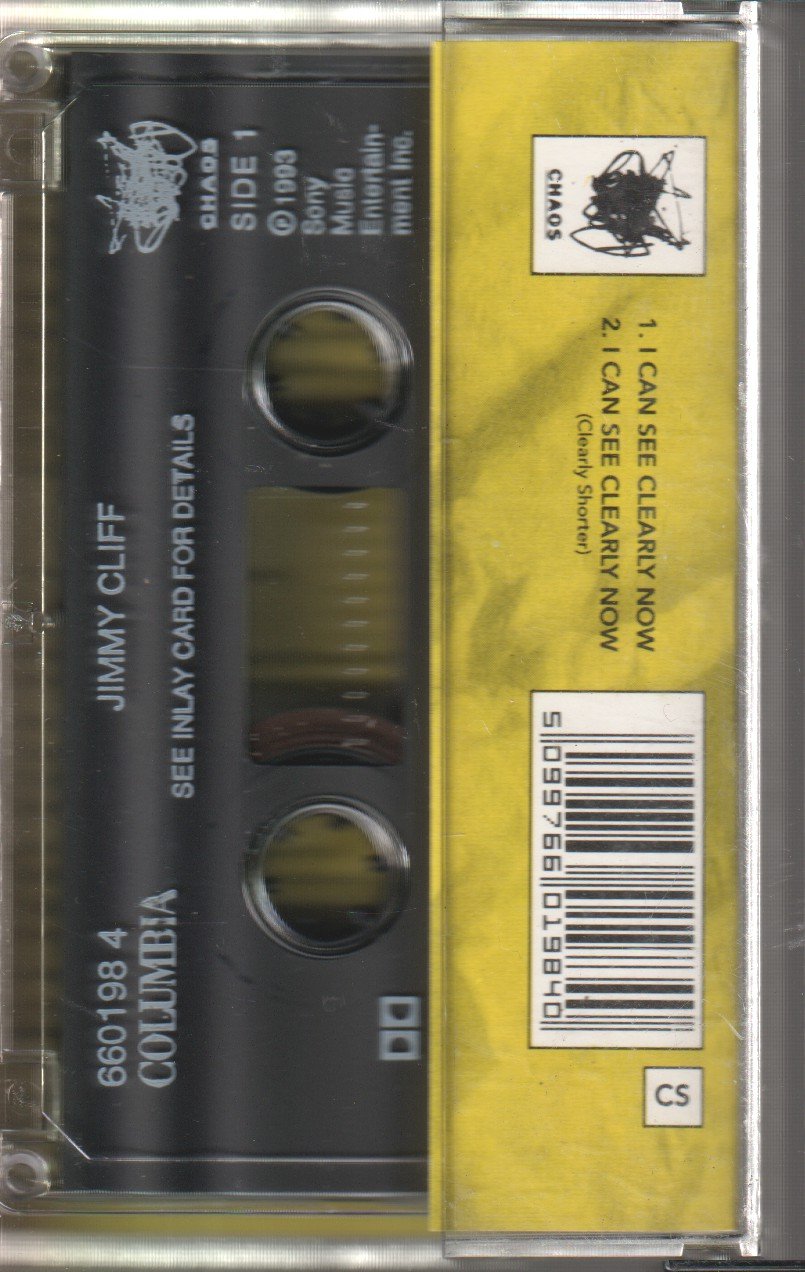 CHAOS
SIDE 1
℗ 1993
Sony
Music
Entertain-
ment Inc.
JIMMY CLIFF
SEE INLAY CARD FOR DETAILS
660198 4
COLUMBIA
CHAOS
1. I CAN SEE CLEARLY NOW
2. I CAN SEE CLEARLY NOW
(Clearly Shorter)
5 099766 019840
CS